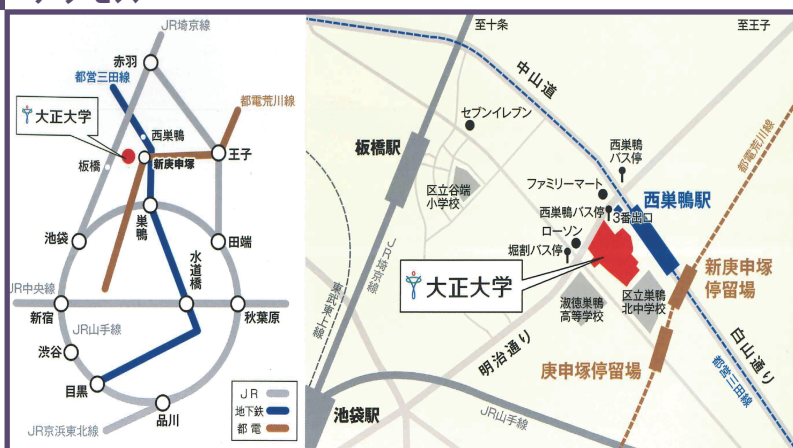 JR埼京線
赤羽
都営三田線
都電荒川線
大正大学
西巣鴨
板橋
新庚申塚
王子
巣鴨
池袋
田端
水道橋
JR中央線
新宿
秋葉原
JR山手線
渋谷
目黒
品川
JR京浜東北線
JR
地下鉄
都電
至十条
至王子
中山道
セブンイレブン
都電荒川線
板橋駅
西巣鴨
バス停
区立谷端
小学校
ファミリーマート
西巣鴨駅
西巣鴨バス停
3番出口
ローソン
堀割バス停
JR埼京線
東武東上線
大正大学
新庚申塚
停留場
淑徳巣鴨
高等学校
区立巣鴨
北中学校
明治通り
白山通り
都営三田線
庚申塚停留場
池袋駅
JR山手線